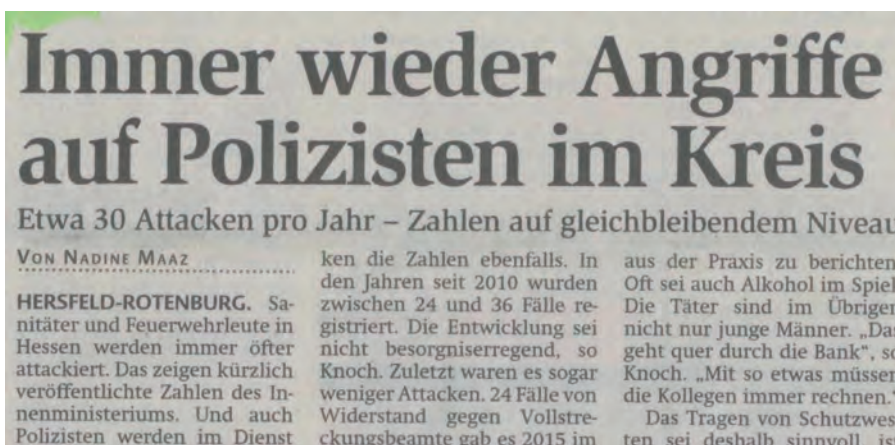 Immer wieder Angriffe
auf Polizisten im Kreis
Etwa 30 Attacken pro Jahr – Zahlen auf gleichbleibendem Niveau
VON NADINE MAAZ
HERSFELD-ROTENBURG. Sa-
nitäter und Feuerwehrleute in
Hessen werden immer öfter
attackiert. Das zeigen kürzlich
veröffentlichte Zahlen des In-
nenministeriums. Und auch
Polizisten werden im Dienst
ken die Zahlen ebenfalls. In
den Jahren seit 2010 wurden
zwischen 24 und 36 Fälle re-
gistriert. Die Entwicklung sei
nicht besorgniserregend, so
Knoch. Zuletzt waren es sogar
weniger Attacken. 24 Fälle von
Widerstand gegen Vollstre-
ckungsbeamte gab es 2015 im
aus der Praxis zu berichten
Oft sei auch Alkohol im Spiel
Die Täter sind im Übrigen
nicht nur junge Männer. „Das
geht quer durch die Bank“, so
Knoch. „Mit so etwas müssen
die Kollegen immer rechnen.“
Das Tragen von Schutzwes
ten sei deshalb sinnvoll